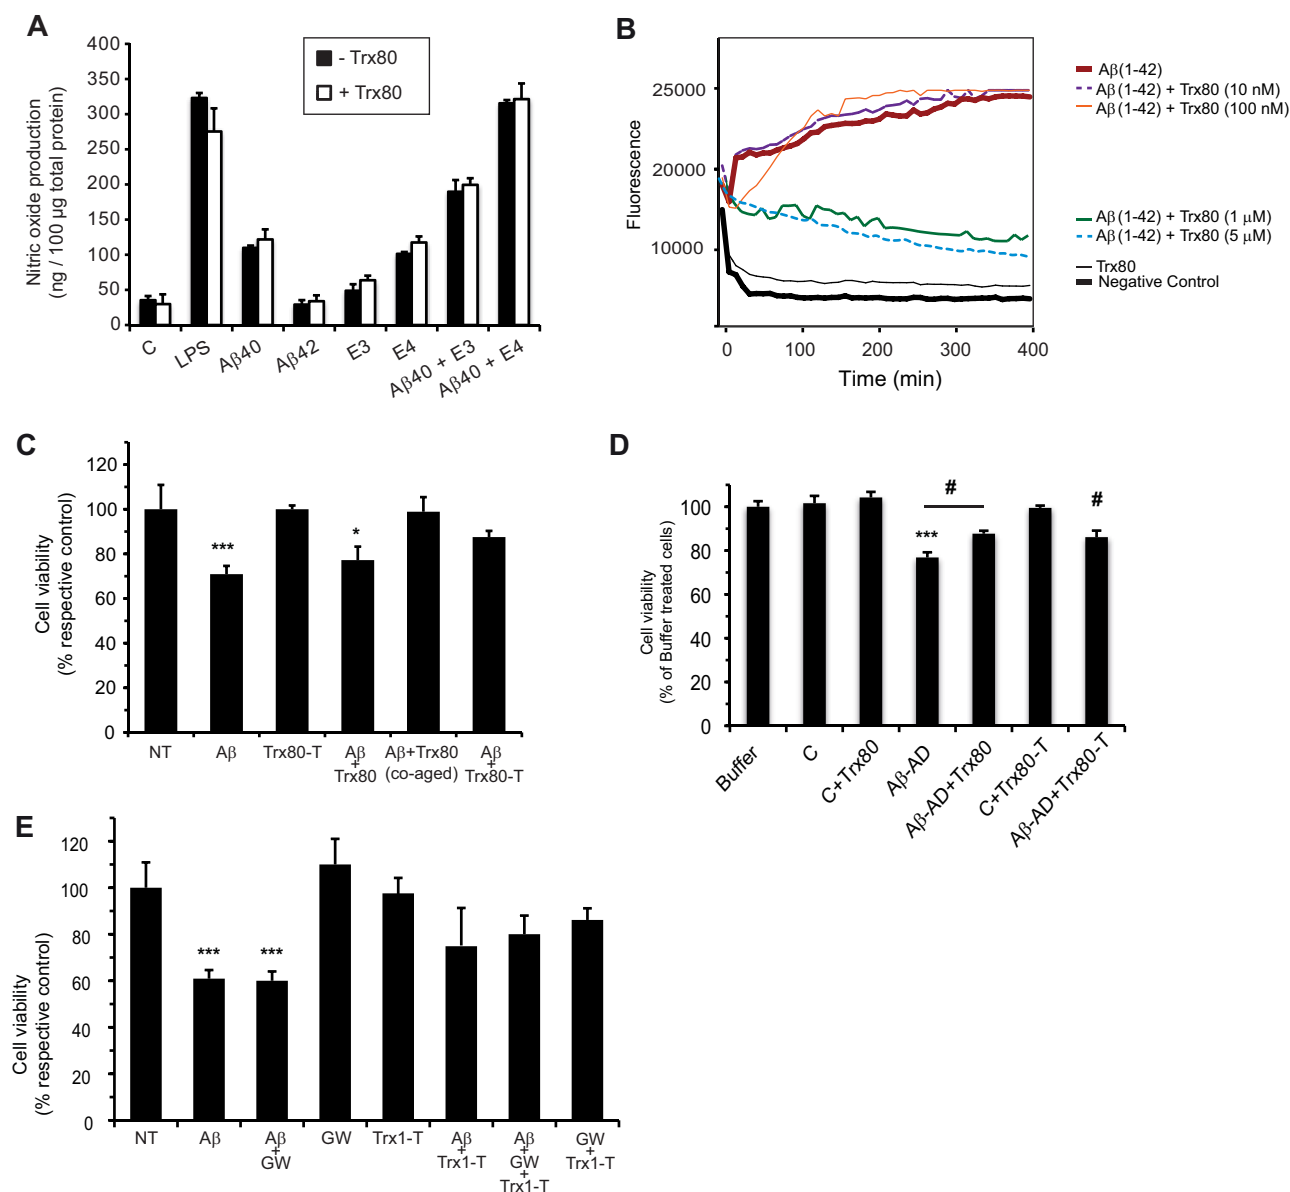 A
Nitric oxide production
(ng / 100 μg total protein)
400
350
300
250
200
150
100
50
0
- Trx80
+ Trx80
C
LPS
Aβ40
Aβ42
E3
E4
Aβ40 + E3
Aβ40 + E4
B
Fluorescence
25000
20000
10000
0
100
200
300
400
Time (min)
Aβ(1-42)
Aβ(1-42) + Trx80 (10 nM)
Aβ(1-42) + Trx80 (100 nM)
Aβ(1-42) + Trx80 (1 μM)
Aβ(1-42) + Trx80 (5 μM)
Trx80
Negative Control
C
Cell viability
(% respective control)
120
100
80
60
40
20
0
***
*
NT
Aβ
Trx80-T
Aβ
+
Trx80
Aβ+Trx80
(co-aged)
Aβ
+
Trx80-T
D
Cell viability
(% of Buffer treated cells)
100
80
60
40
20
0
***
#
#
Buffer
C
C+Trx80
Aβ-AD
Aβ-AD+Trx80
C+Trx80-T
Aβ-AD+Trx80-T
E
Cell viability
(% respective control)
120
100
80
60
40
20
0
***
***
NT
Aβ
Aβ
+
GW
GW
Trx1-T
Aβ
+
Trx1-T
Aβ
+
GW
+
Trx1-T
GW
+
Trx1-T